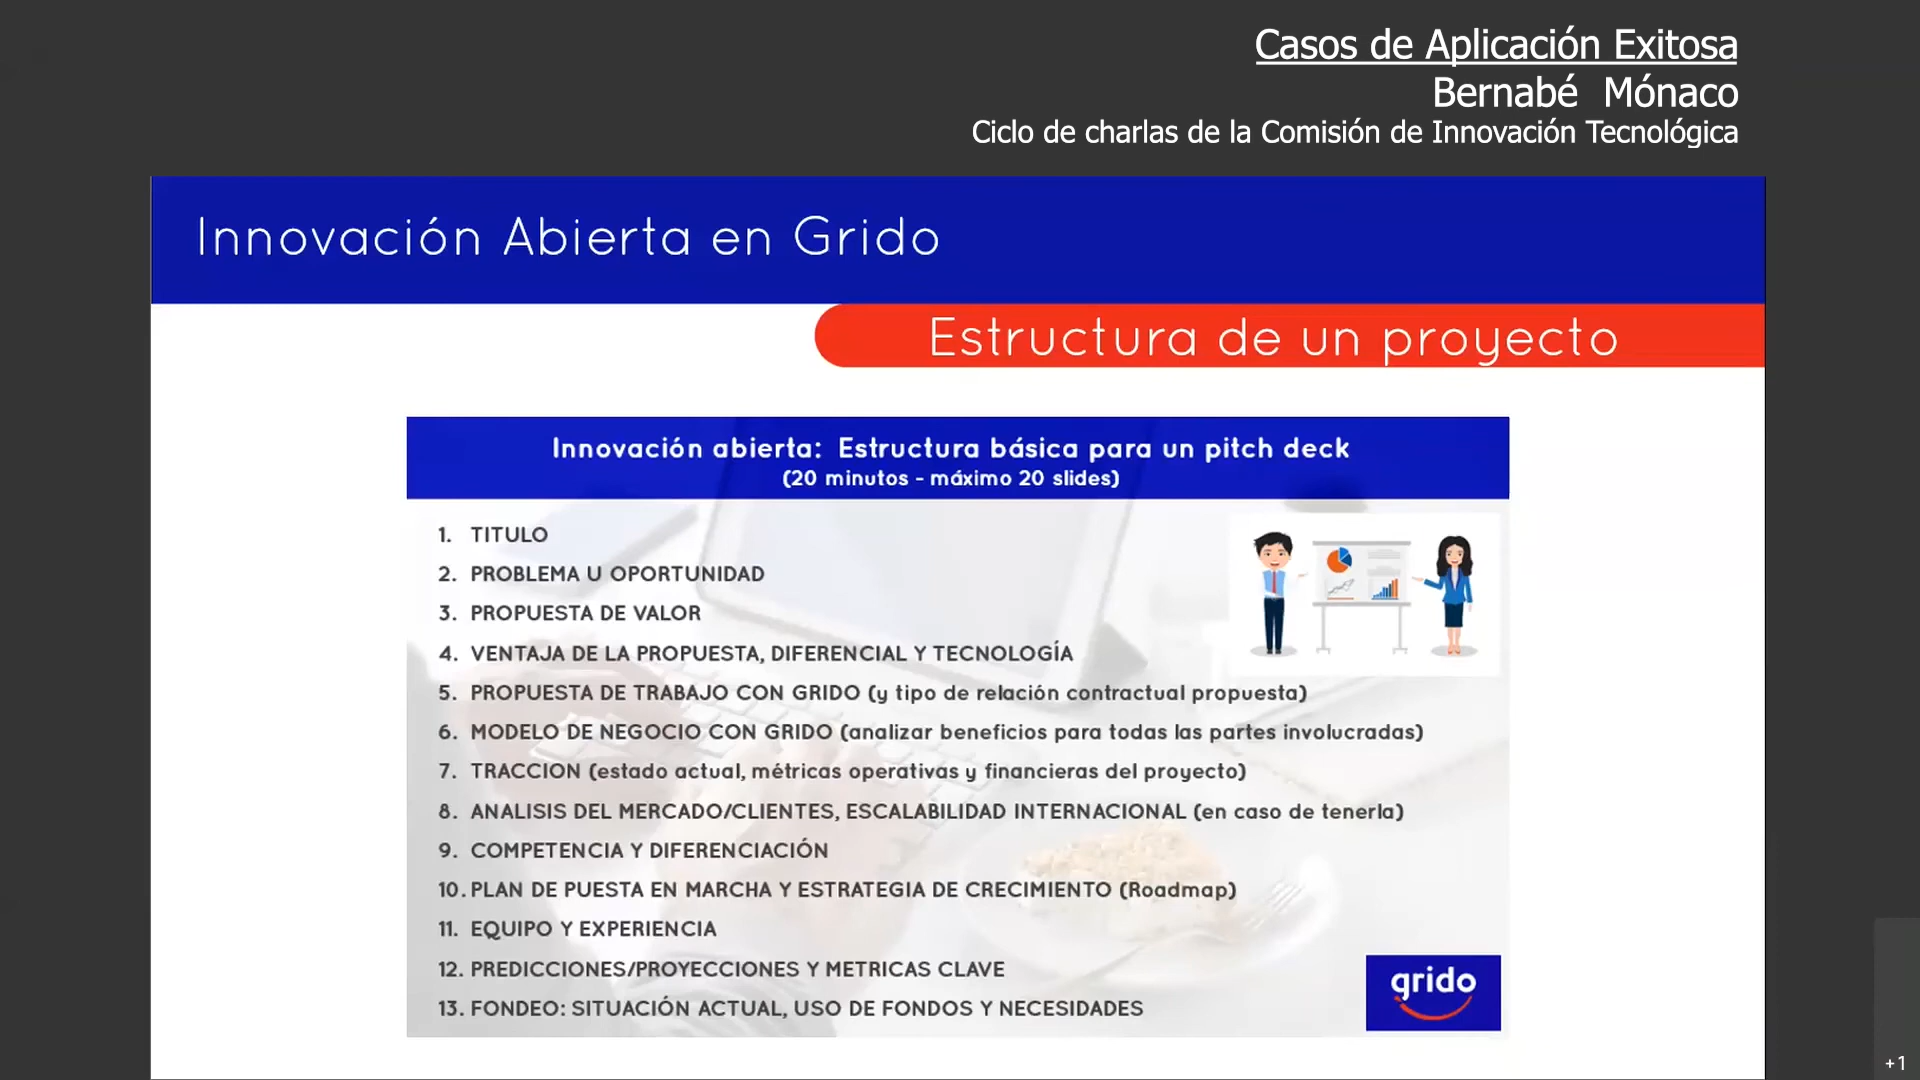 Casos de Aplicación Exitosa
Bernabé Mónaco
Ciclo de charlas de la Comisión de Innovación Tecnológica
Innovación Abierta en Grido
Estructura de un proyecto
Innovación abierta: Estructura básica para un pitch deck
(20 minutos - máximo 20 slides)
1. TITULO
2. PROBLEMA U OPORTUNIDAD
3. PROPUESTA DE VALOR
4. VENTAJA DE LA PROPUESTA, DIFERENCIAL Y TECNOLOGÍA
5. PROPUESTA DE TRABAJO CON GRIDO (y tipo de relación contractual propuesta)
6. MODELO DE NEGOCIO CON GRIDO (analizar beneficios para todas las partes involucradas)
7. TRACCION (estado actual, métricas operativas y financieras del proyecto)
8. ANALISIS DEL MERCADO/CLIENTES, ESCALABILIDAD INTERNACIONAL (en caso de tenerla)
9. COMPETENCIA Y DIFERENCIACIÓN
10. PLAN DE PUESTA EN MARCHA Y ESTRATEGIA DE CRECIMIENTO (Roadmap)
11. EQUIPO Y EXPERIENCIA
12. PREDICCIONES/PROYECCIONES Y METRICAS CLAVE
13. FONDEO: SITUACIÓN ACTUAL, USO DE FONDOS Y NECESIDADES
grido
+1